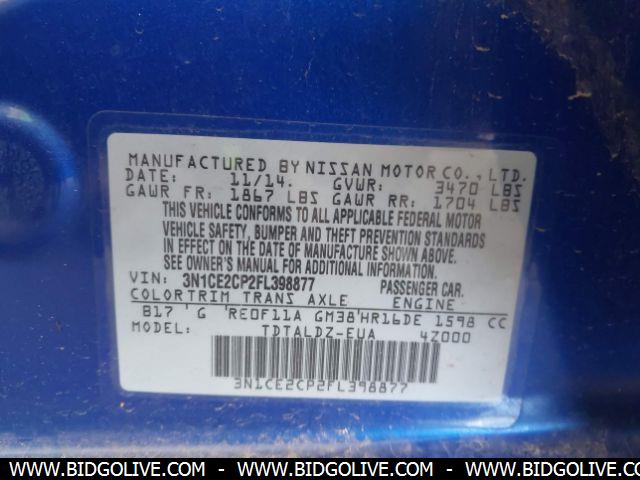 MANUFACTURED BY NISSAN MOTOR CO., LTD.
DATE: 11/14. GVWR: 3470 LBS
GAWR FR: 1867 LBS GAWR RR: 1704 LBS
THIS VEHICLE CONFORMS TO ALL APPLICABLE FEDERAL MOTOR
VEHICLE SAFETY, BUMPER AND THEFT PREVENTION STANDARDS
IN EFFECT ON THE DATE OF MANUFACTURE SHOWN ABOVE.
SEE OWNER'S MANUAL FOR ADDITIONAL INFORMATION.
VIN: 3N1CE2CP2FL398877 PASSENGER CAR.
COLOR TRIM TRANS AXLE ENGINE
B17 G RE0F11A GM38 HR16DE 1598 CC
MODEL: TDTALDZ-EUA 4Z000
3N1CE2CP2FL398877
WWW.BIDGOLIVE.COM - WWW.BIDGOLIVE.COM - WWW.BIDGOLIVE.COM